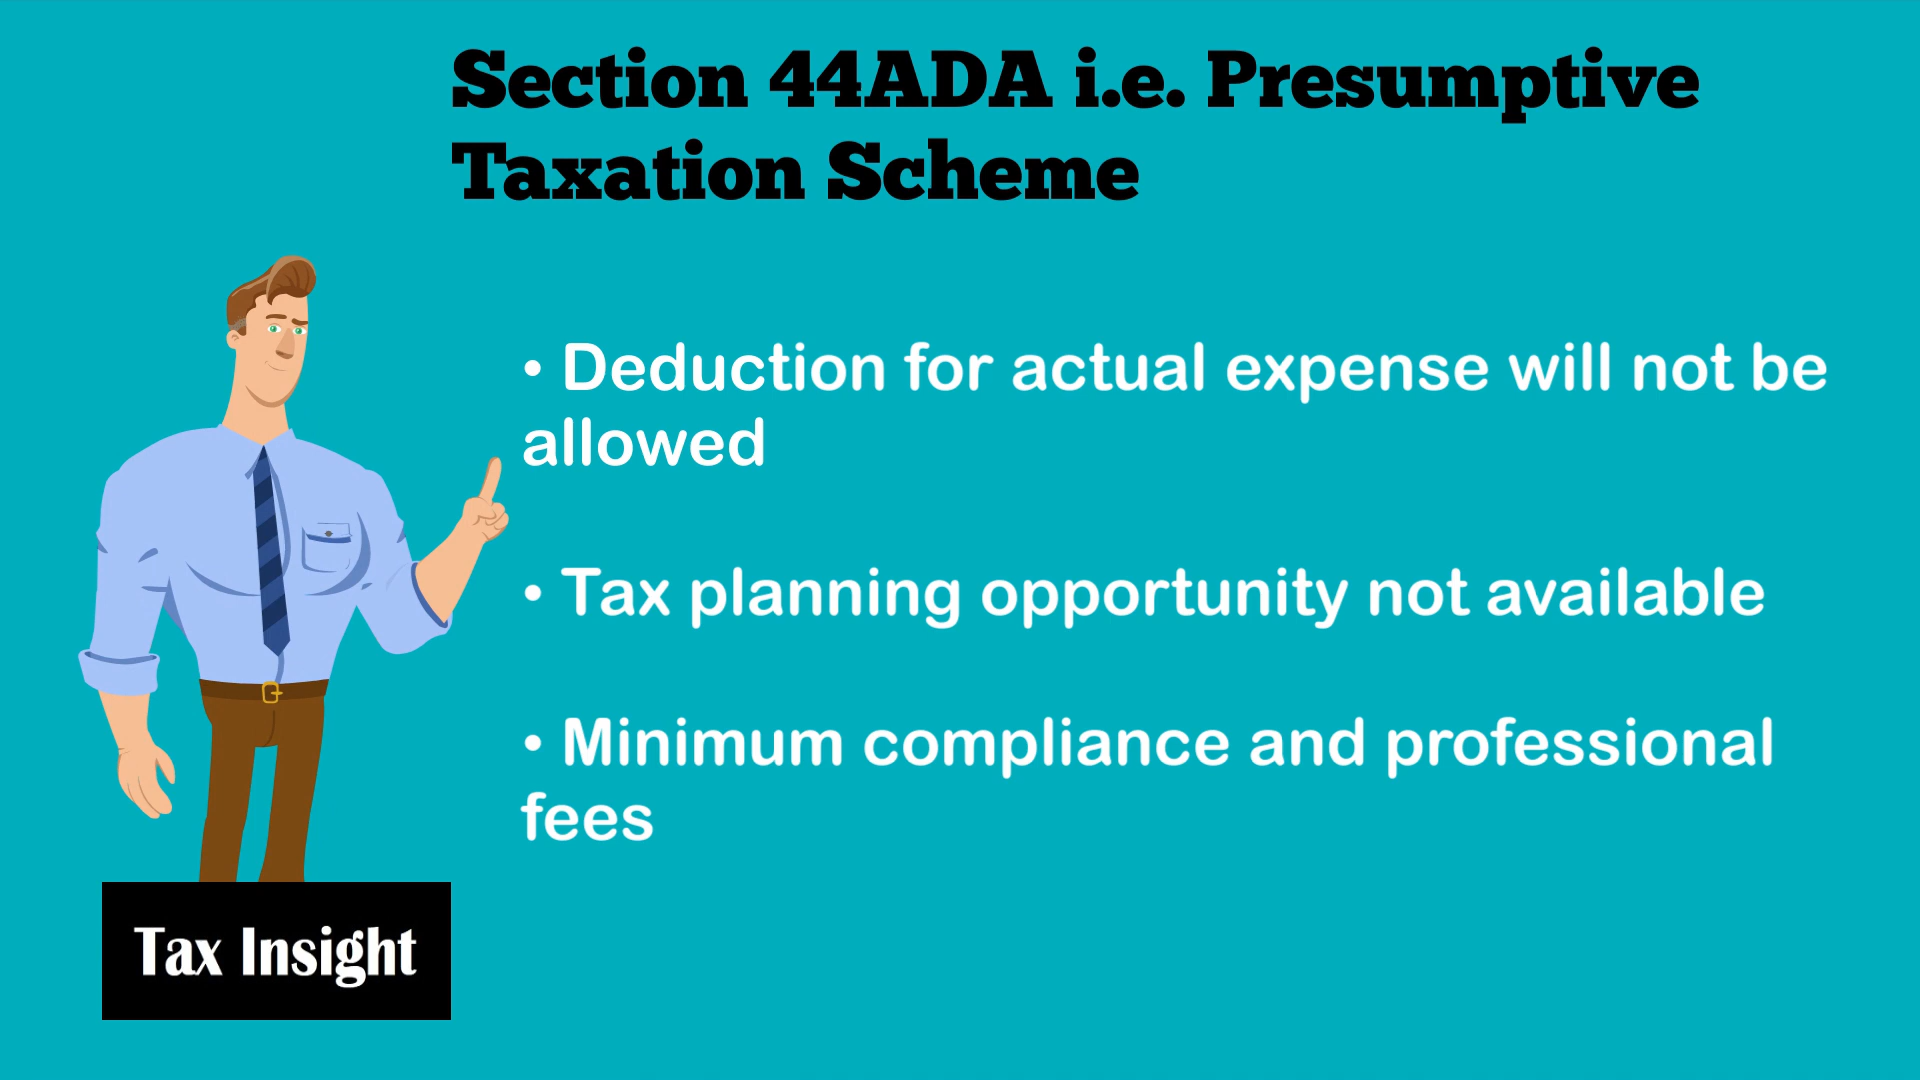 Section 44ADA i.e. Presumptive
Taxation Scheme
• Deduction for actual expense will not be
allowed
• Tax planning opportunity not available
• Minimum compliance and professional
fees
Tax Insight